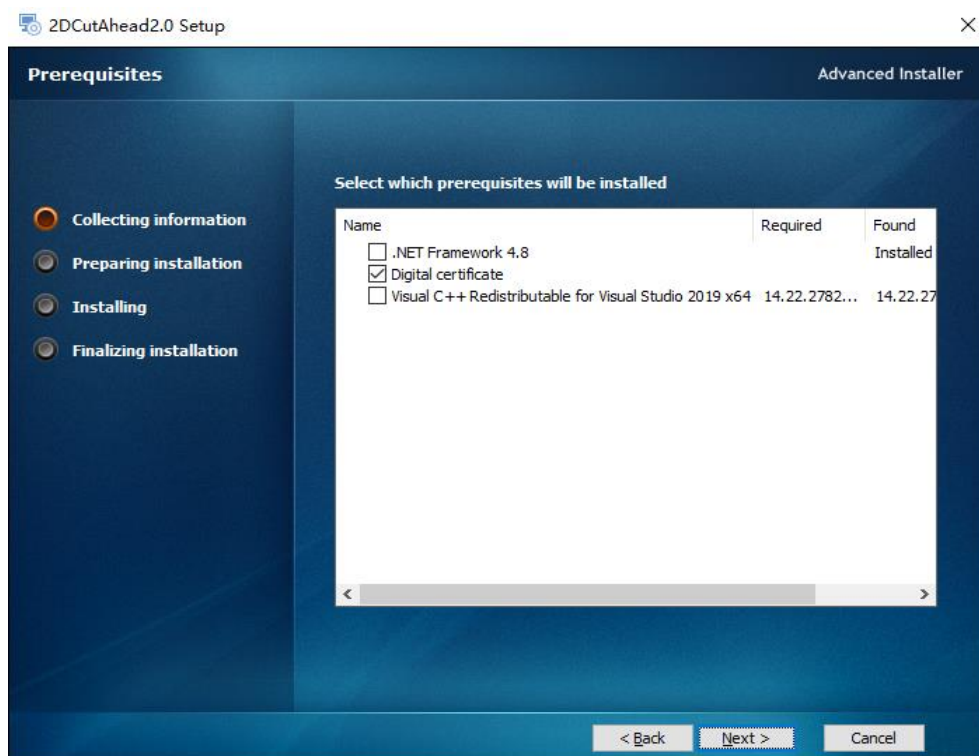 2DCutAhead2.0 Setup
Prerequisites
Advanced Installer
Collecting information
Preparing installation
Installing
Finalizing installation
Select which prerequisites will be installed
Name Required Found
.NET Framework 4.8 Installed
Digital certificate
Visual C++ Redistributable for Visual Studio 2019 x64 14.22.2782... 14.22.27
< Back
Next >
Cancel